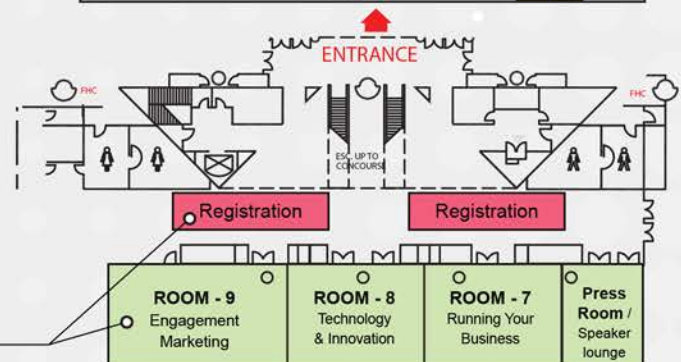 ENTRANCE
FHC
FHC
ESC. UP TO
CONCOURSE
Registration
Registration
ROOM - 9
Engagement
Marketing
ROOM - 8
Technology
& Innovation
ROOM - 7
Running Your
Business
Press
Room /
Speaker
lounge